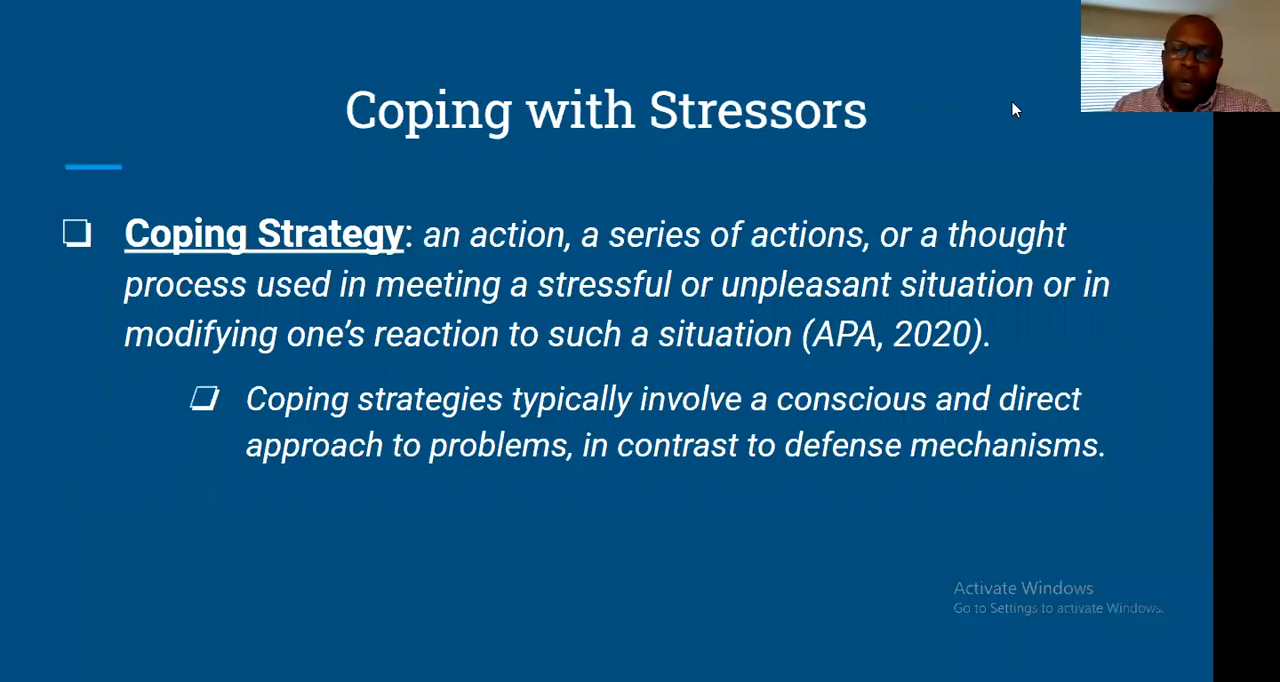 Coping with Stressors
Coping Strategy: an action, a series of actions, or a thought
process used in meeting a stressful or unpleasant situation or in
modifying one’s reaction to such a situation (APA, 2020).
Coping strategies typically involve a conscious and direct
approach to problems, in contrast to defense mechanisms.
Activate Windows
Go to Settings to activate Windows.